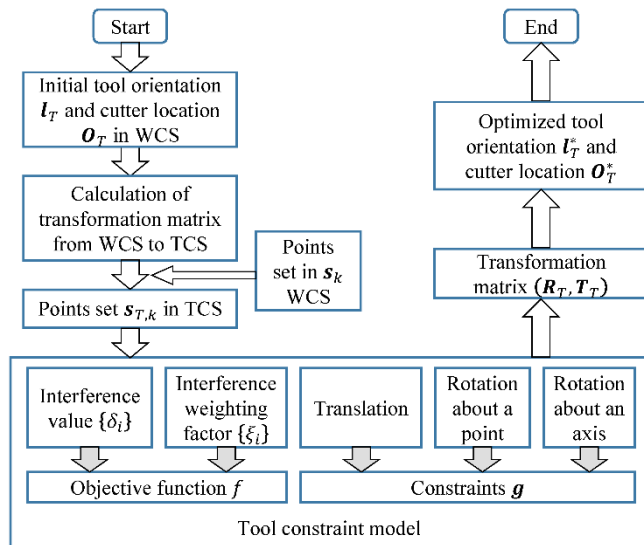 Start
Initial tool orientation
l_T and cutter location
O_T in WCS
Calculation of
transformation matrix
from WCS to TCS
Points
set in s_k
WCS
Points set s_{T,k} in TCS
End
Optimized tool
orientation l_T^* and
cutter location O_T^*
Transformation
matrix (R_T, T_T)
Interference
value {δ_i}
Interference
weighting
factor {ξ_i}
Translation
Rotation
about a
point
Rotation
about an
axis
Objective function f
Constraints g
Tool constraint model